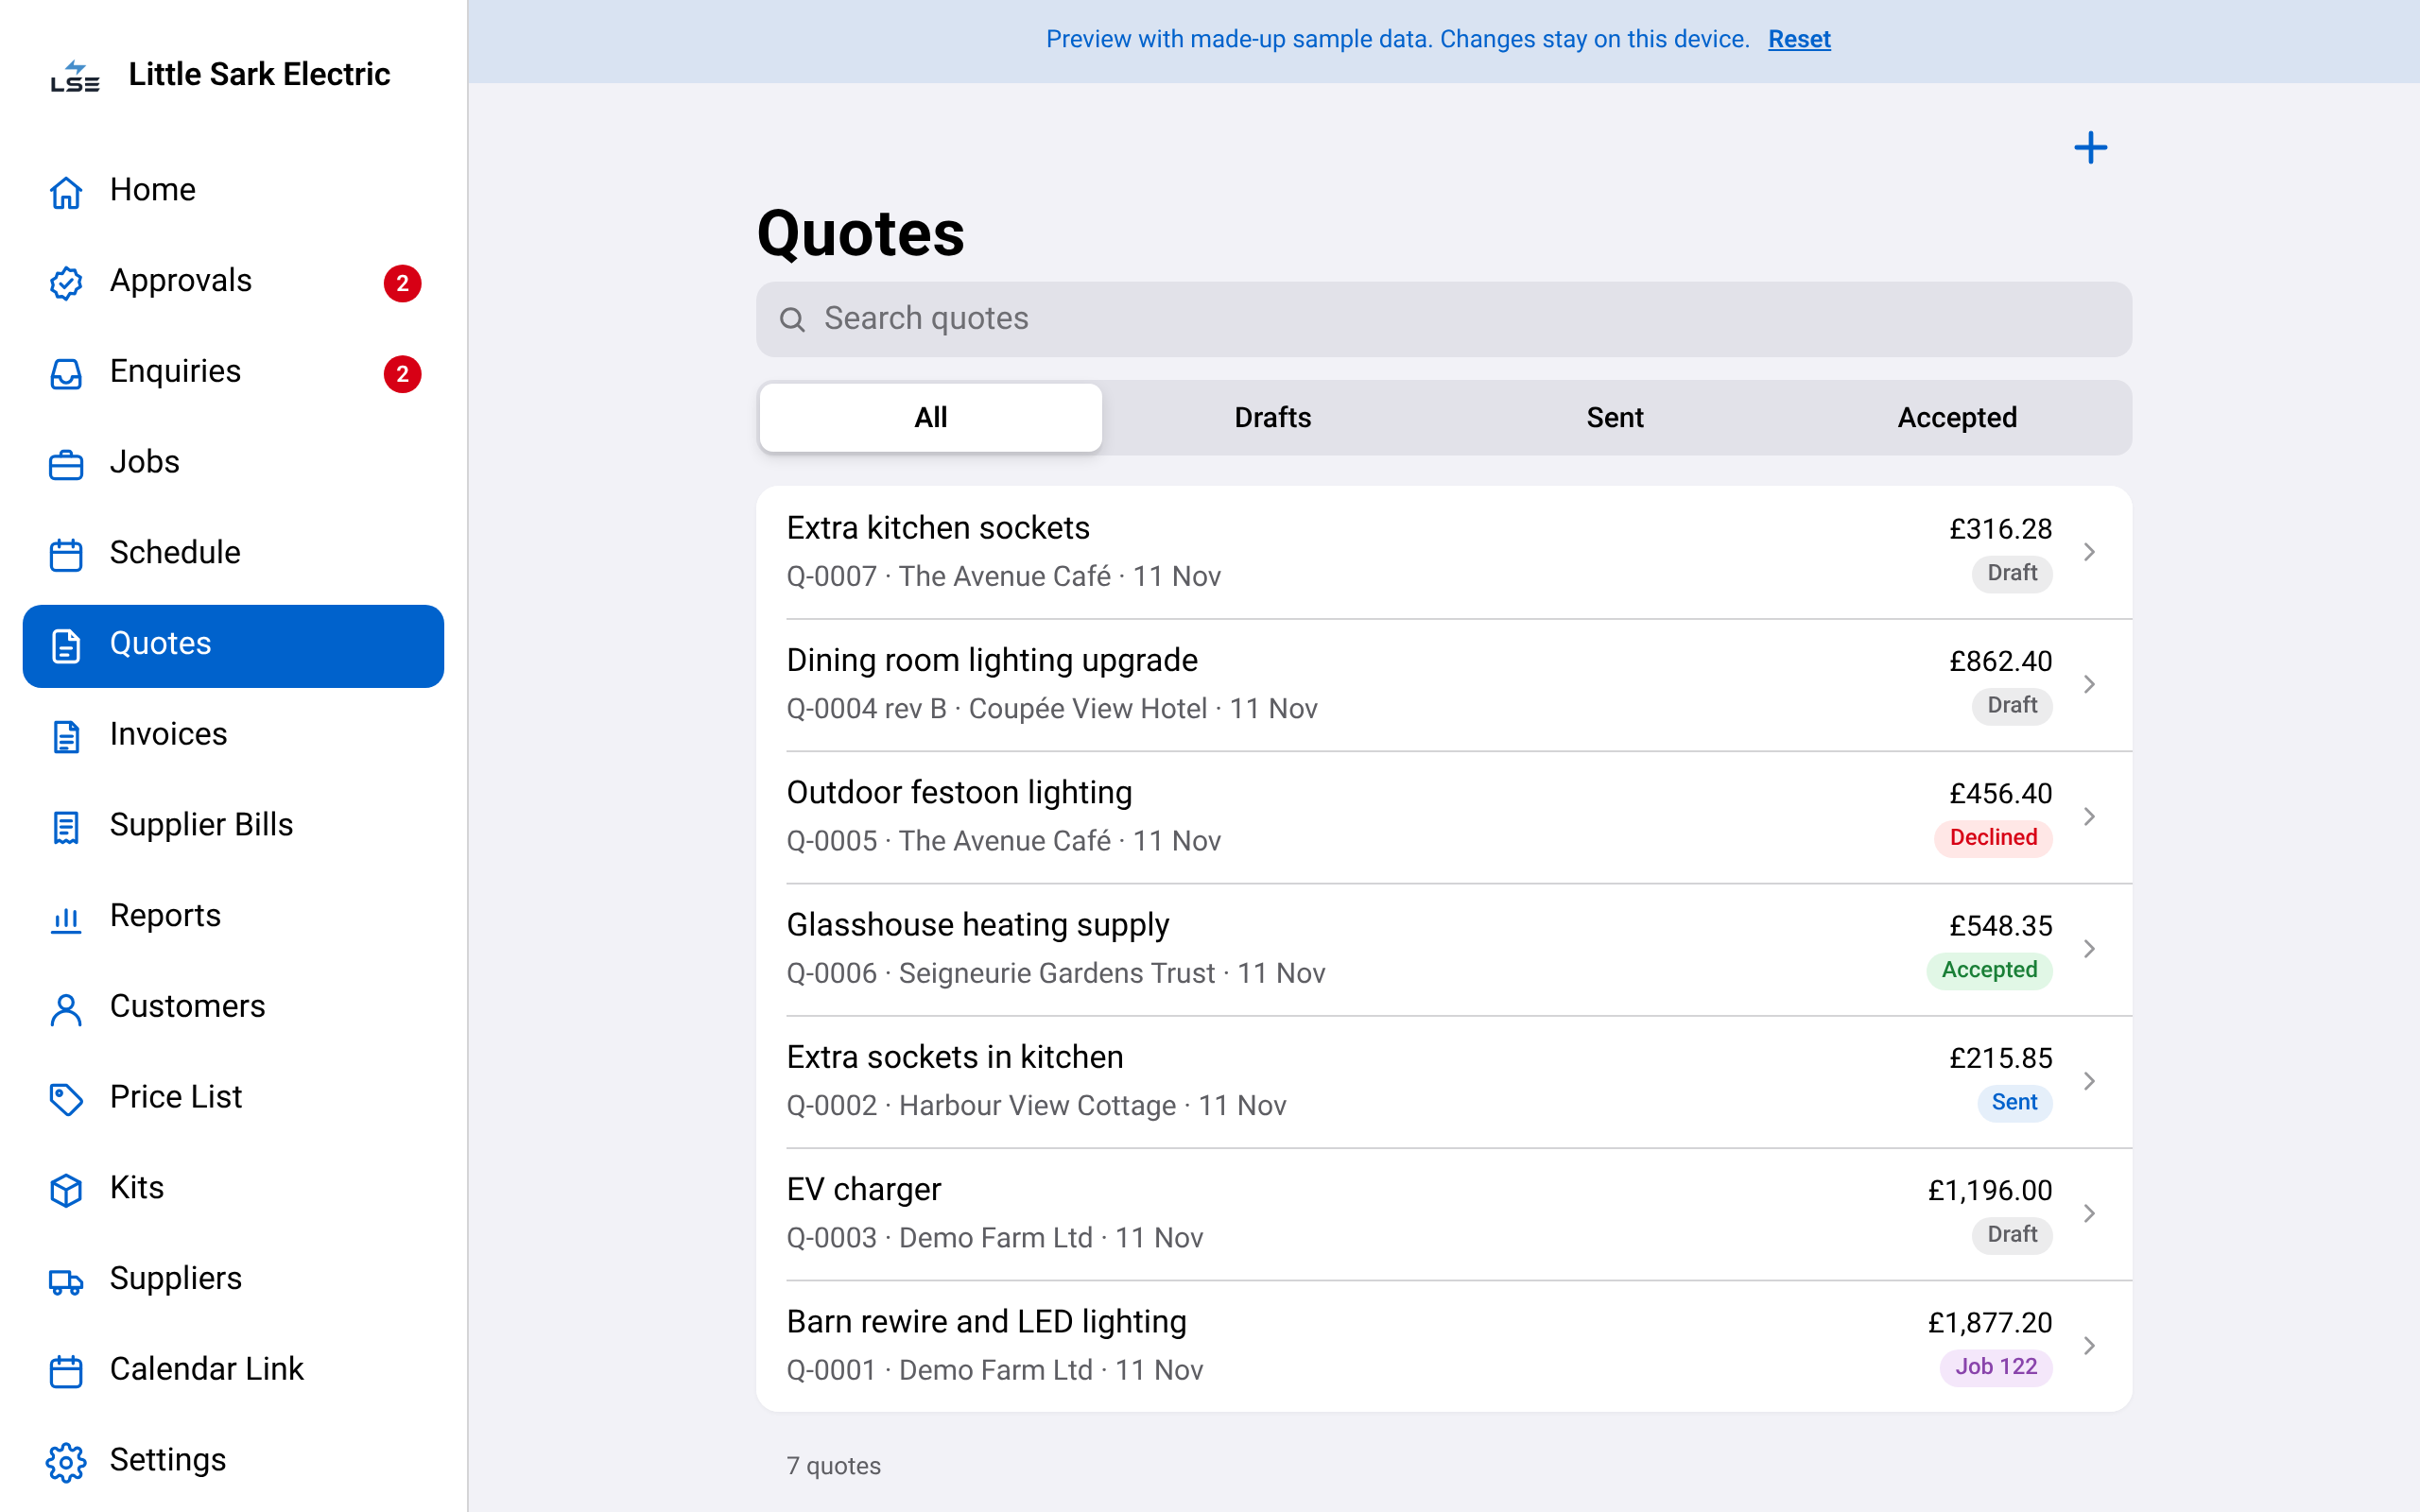 Preview with made-up sample data. Changes stay on this device. Reset
LSE Little Sark Electric
Home
Approvals 2
Enquiries 2
Jobs
Schedule
Quotes
Invoices
Supplier Bills
Reports
Customers
Price List
Kits
Suppliers
Calendar Link
Settings
Quotes
Search quotes
All Drafts Sent Accepted
Extra kitchen sockets £316.28
Q-0007 · The Avenue Café · 11 Nov Draft
Dining room lighting upgrade £862.40
Q-0004 rev B · Coupée View Hotel · 11 Nov Draft
Outdoor festoon lighting £456.40
Q-0005 · The Avenue Café · 11 Nov Declined
Glasshouse heating supply £548.35
Q-0006 · Seigneurie Gardens Trust · 11 Nov Accepted
Extra sockets in kitchen £215.85
Q-0002 · Harbour View Cottage · 11 Nov Sent
EV charger £1,196.00
Q-0003 · Demo Farm Ltd · 11 Nov Draft
Barn rewire and LED lighting £1,877.20
Q-0001 · Demo Farm Ltd · 11 Nov Job 122
7 quotes